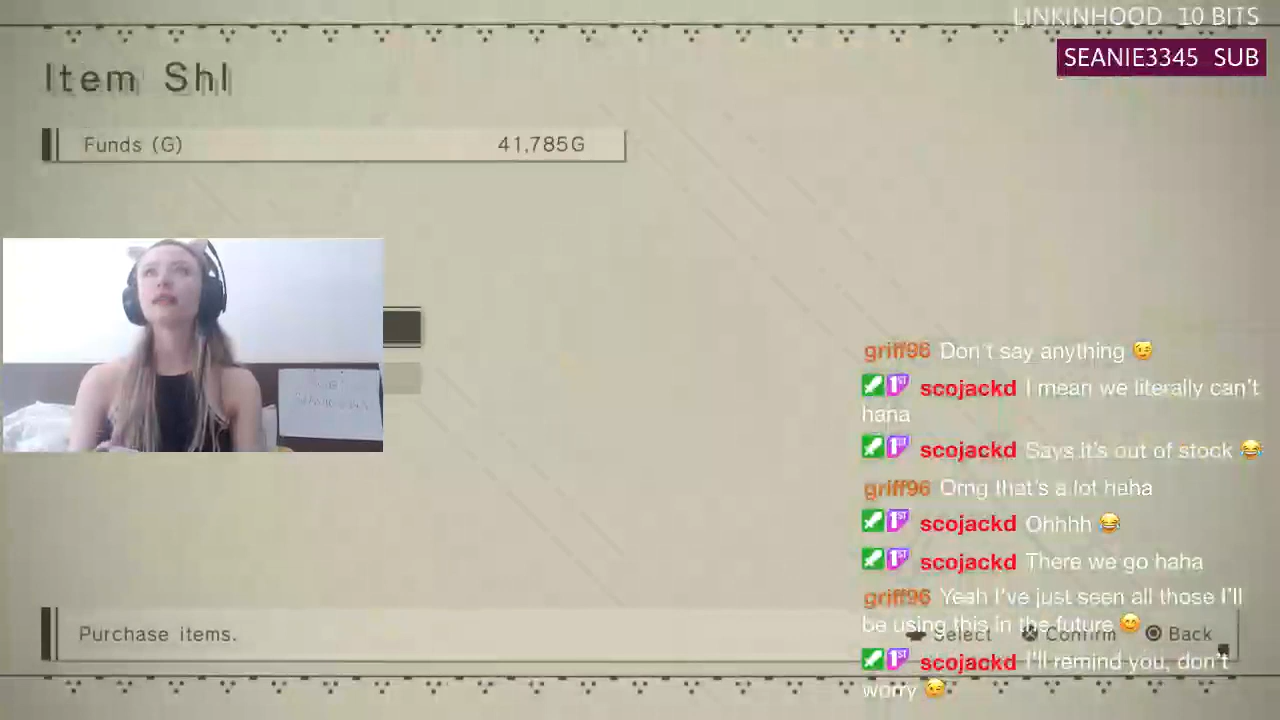 LINKINHOOD 10 BITS
SEANIE3345 SUB
Item Shl
Funds (G) 41,785G
griff96 Don't say anything 😉
scojackd I mean we literally can't
haha
scojackd Says it's out of stock 😂
griff96 Omg that's a lot haha
scojackd Ohhhh 😂
scojackd There we go haha
griff96 Yeah I've just seen all those I'll
be using this in the future 😊
scojackd I'll remind you, don't
worry 😉
Purchase items.
Select Confirm Back